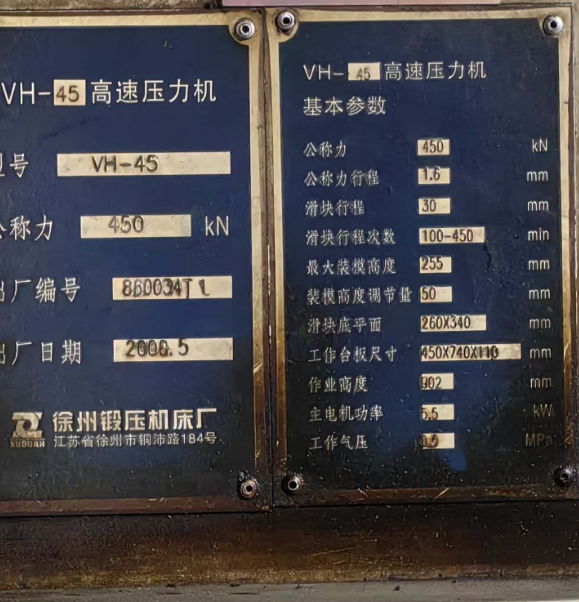 VH-45 高速压力机
型号 VH-45
公称力 450 kN
出厂编号 860034T1
出厂日期 2000.5
XUDUAN
徐州锻压机床厂
江苏省徐州市铜沛路184号
VH-45 高速压力机
基本参数
公称力 450 kN
公称力行程 1.6 mm
滑块行程 30 mm
滑块行程次数 100-450 min
最大装模高度 255 mm
装模高度调节量 50 mm
滑块底平面 260X340 mm
工作台板尺寸 450X740X110 mm
作业高度 902 mm
主电机功率 5.5 kW
工作气压 MPa